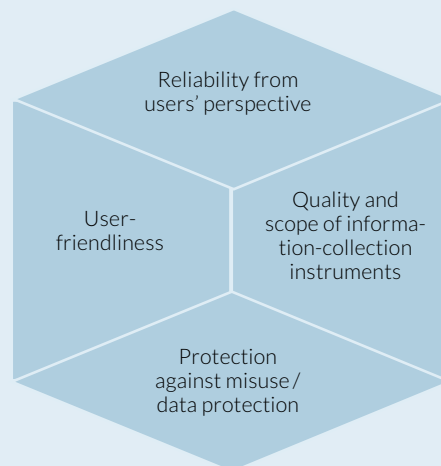 Reliability from
users’ perspective
User-
friendliness
Quality and
scope of informa-
tion-collection
instruments
Protection
against misuse /
data protection